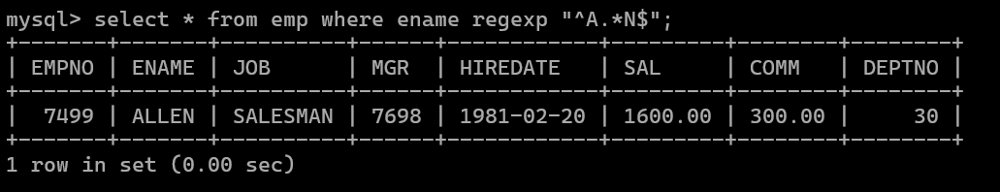 mysql> select * from emp where ename regexp "^A.*N$";
+-------+-------+----------+------+------------+---------+--------+--------+
| EMPNO | ENAME | JOB      | MGR  | HIREDATE   | SAL     | COMM   | DEPTNO |
+-------+-------+----------+------+------------+---------+--------+--------+
|  7499 | ALLEN | SALESMAN | 7698 | 1981-02-20 | 1600.00 | 300.00 |     30 |
+-------+-------+----------+------+------------+---------+--------+--------+
1 row in set (0.00 sec)